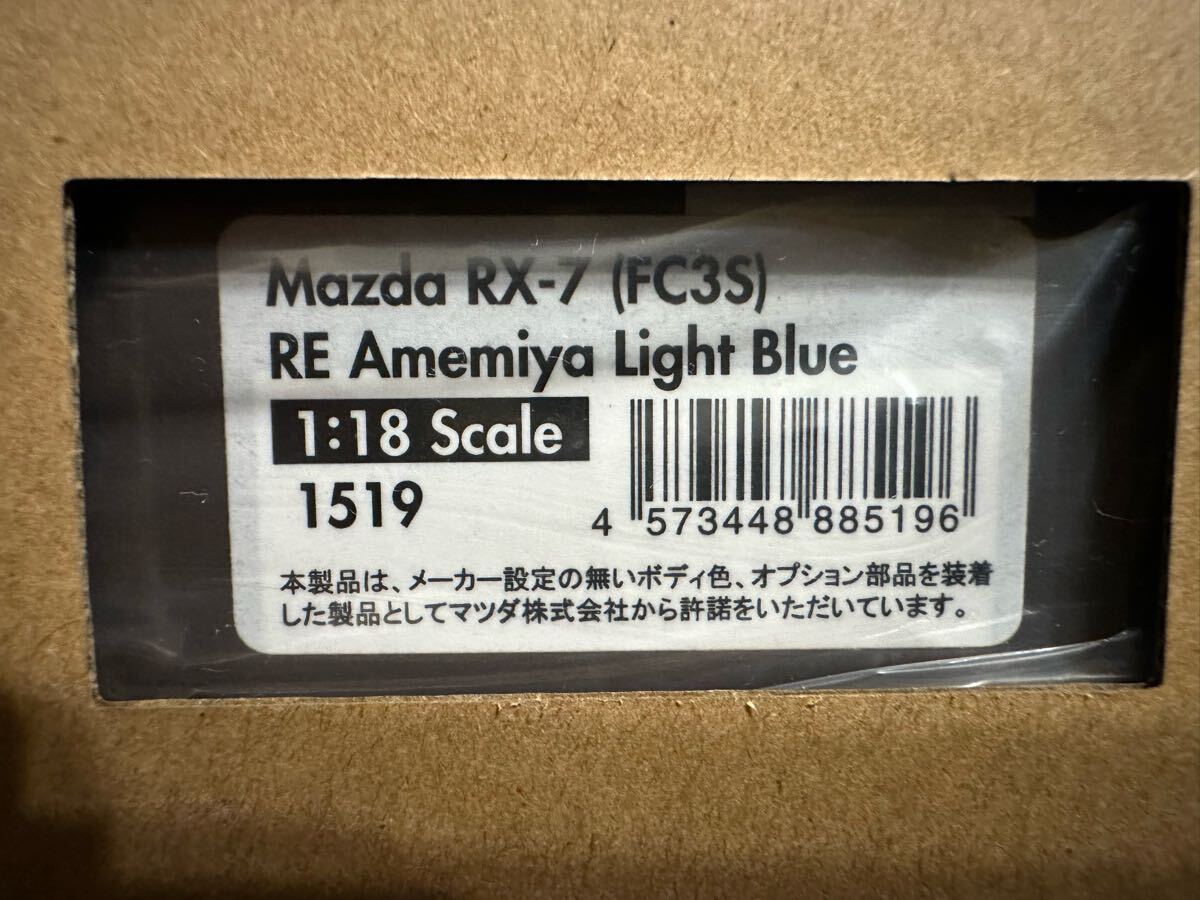 Mazda RX-7 (FC3S)
RE Amemiya Light Blue
1:18 Scale
1519
4 573448 885196
本製品は、メーカー設定の無いボディ色、オプション部品を装着
した製品としてマツダ株式会社から許諾をいただいています。